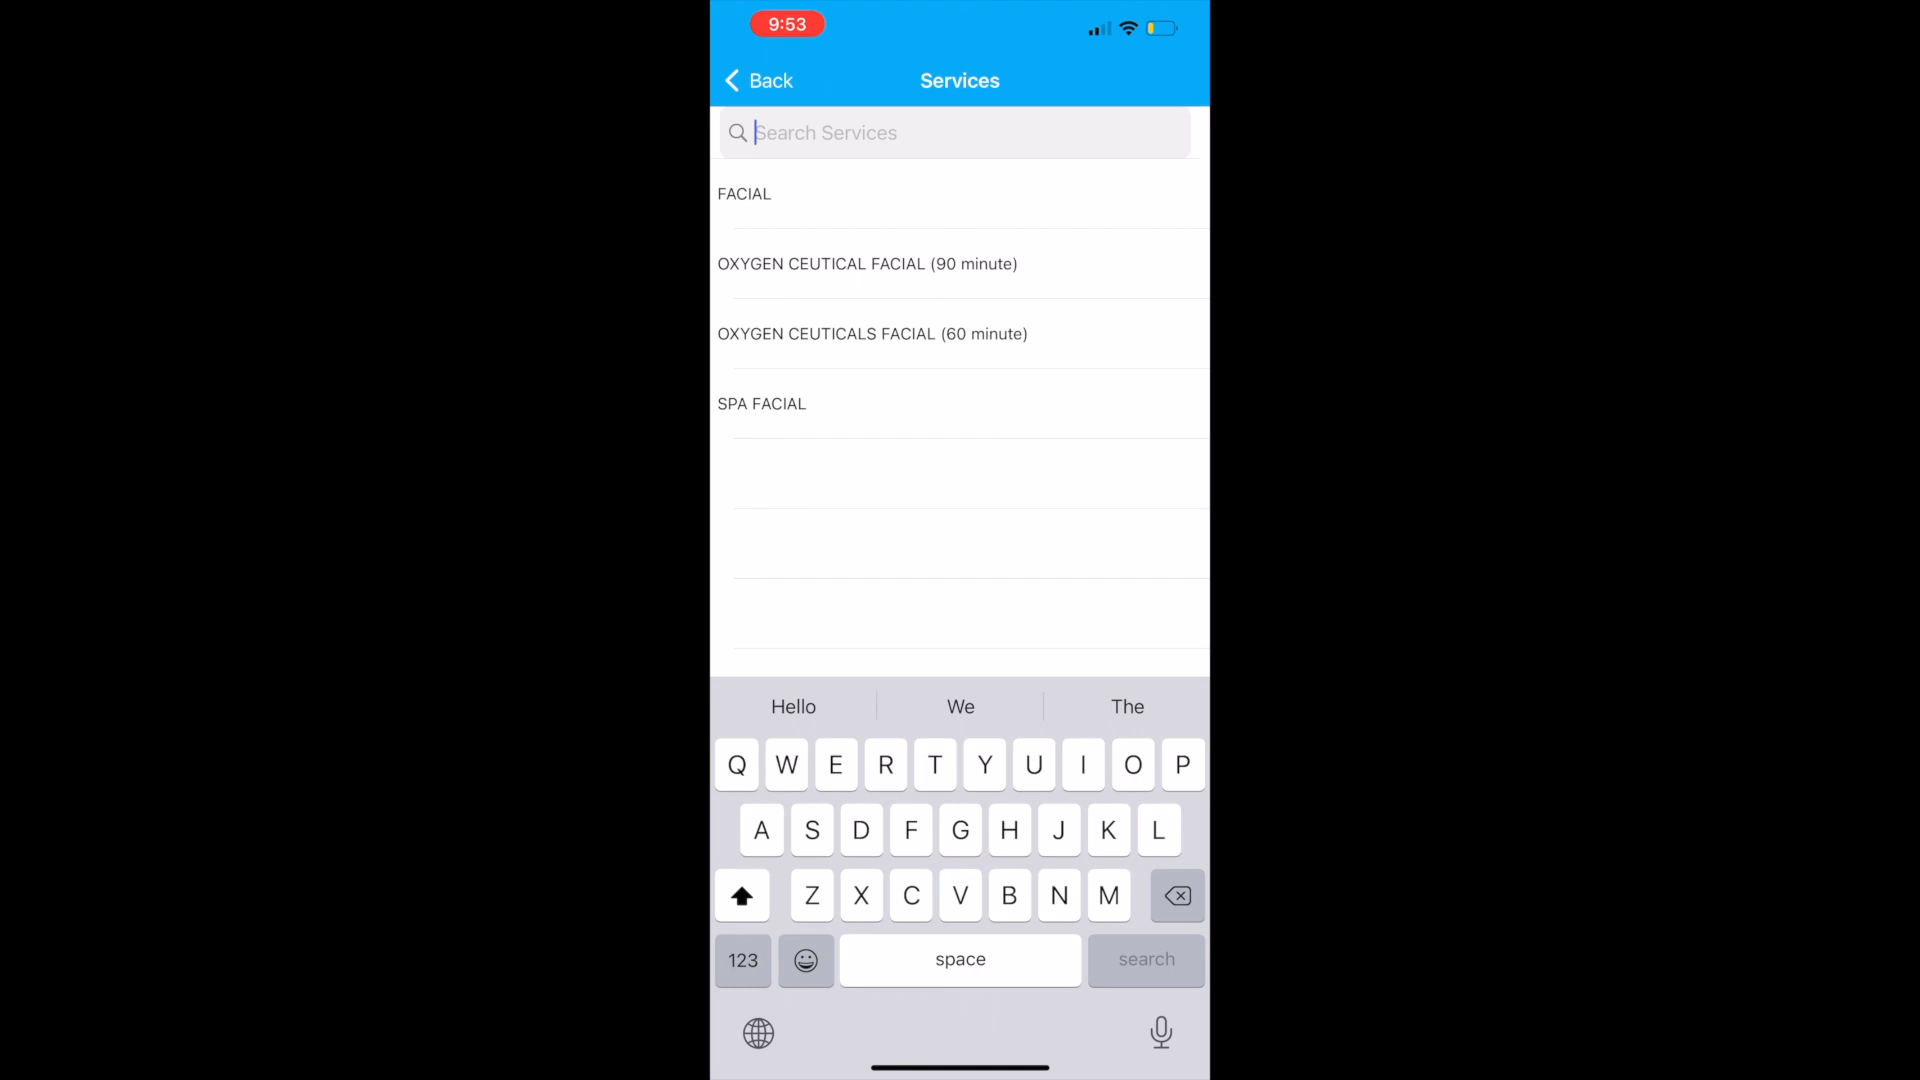 9:53
Back
Services
Search Services
FACIAL
OXYGEN CEUTICAL FACIAL (90 minute)
OXYGEN CEUTICALS FACIAL (60 minute)
SPA FACIAL
Hello We The
Q W E R T Y U I O P
A S D F G H J K L
Z X C V B N M
123 space search